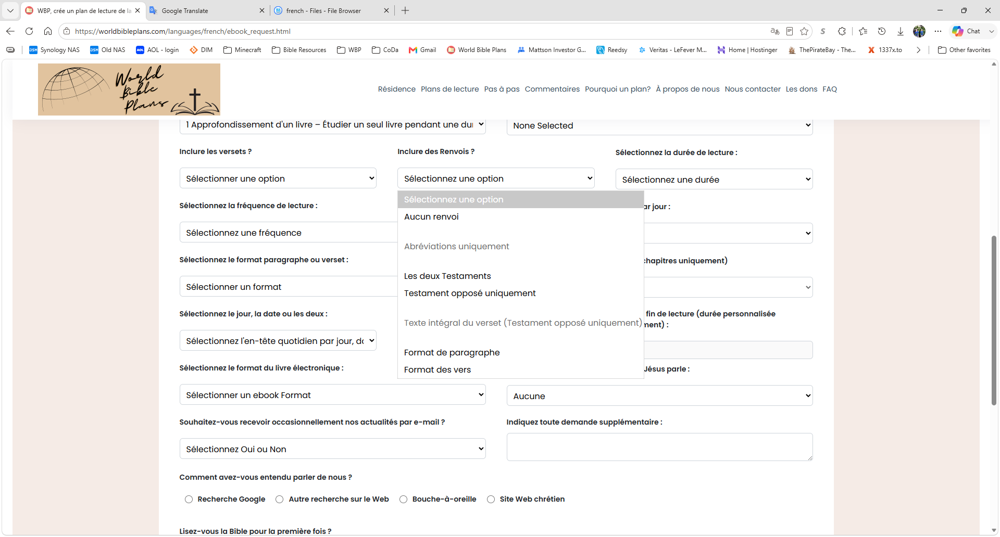 WBP, crée un plan de lecture de la
Google Translate
french - Files - File Browser
https://worldbibleplans.com/languages/french/ebook_request.html
Chat
Synology NAS
Old NAS
AOL - login
DIM
Minecraft
Bible Resources
WBP
CoDa
Gmail
World Bible Plans
Mattson Investor G...
Reedsy
Veritas - LeFever M...
Home | Hostinger
ThePirateBay - The...
1337x.to
Other favorites
World
Bible
Plans
Résidence Plans de lecture Pas à pas Commentaires Pourquoi un plan? À propos de nous Nous contacter Les dons FAQ
1 Approfondissement d'un livre – Étudier un seul livre pendant une du
None Selected
Inclure les versets ?
Inclure des Renvois ?
Sélectionnez la durée de lecture :
Sélectionner une option
Sélectionnez une option
Sélectionnez une durée
Sélectionnez une option
Aucun renvoi
Abréviations uniquement
Les deux Testaments
Testament opposé uniquement
Texte intégral du verset (Testament opposé uniquement)
Format de paragraphe
Format des vers
Sélectionnez la fréquence de lecture :
ar jour :
Sélectionnez une fréquence
Sélectionnez le format paragraphe ou verset :
chapitres uniquement)
Sélectionner un format
Sélectionnez le jour, la date ou les deux :
fin de lecture (durée personnalisée
ment) :
Sélectionnez l'en-tête quotidien par jour, dc
Sélectionnez le format du livre électronique :
Jésus parle :
Sélectionner un ebook Format
Aucune
Souhaitez-vous recevoir occasionnellement nos actualités par e-mail ?
Indiquez toute demande supplémentaire :
Sélectionnez Oui ou Non
Comment avez-vous entendu parler de nous ?
Recherche Google
Autre recherche sur le Web
Bouche-à-oreille
Site Web chrétien
Lisez-vous la Bible pour la première fois ?